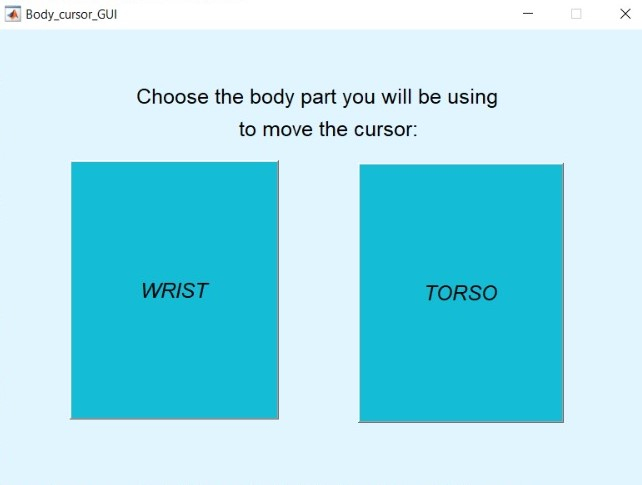 Body_cursor_GUI
Choose the body part you will be using
to move the cursor:
WRIST
TORSO